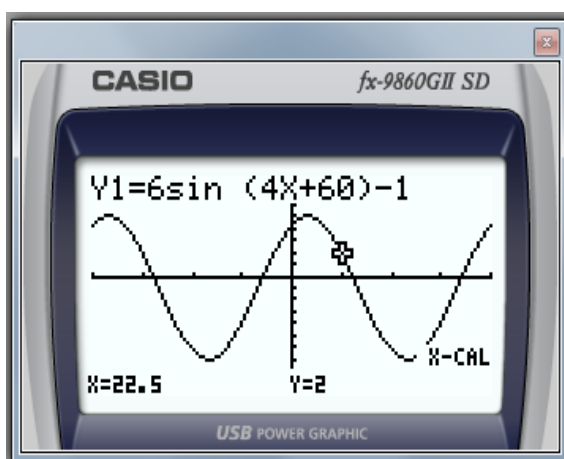 x
CASIO fx-9860GII SD
Y1=6sin (4X+60)-1
X-CAL
X=22.5 Y=2
USB POWER GRAPHIC